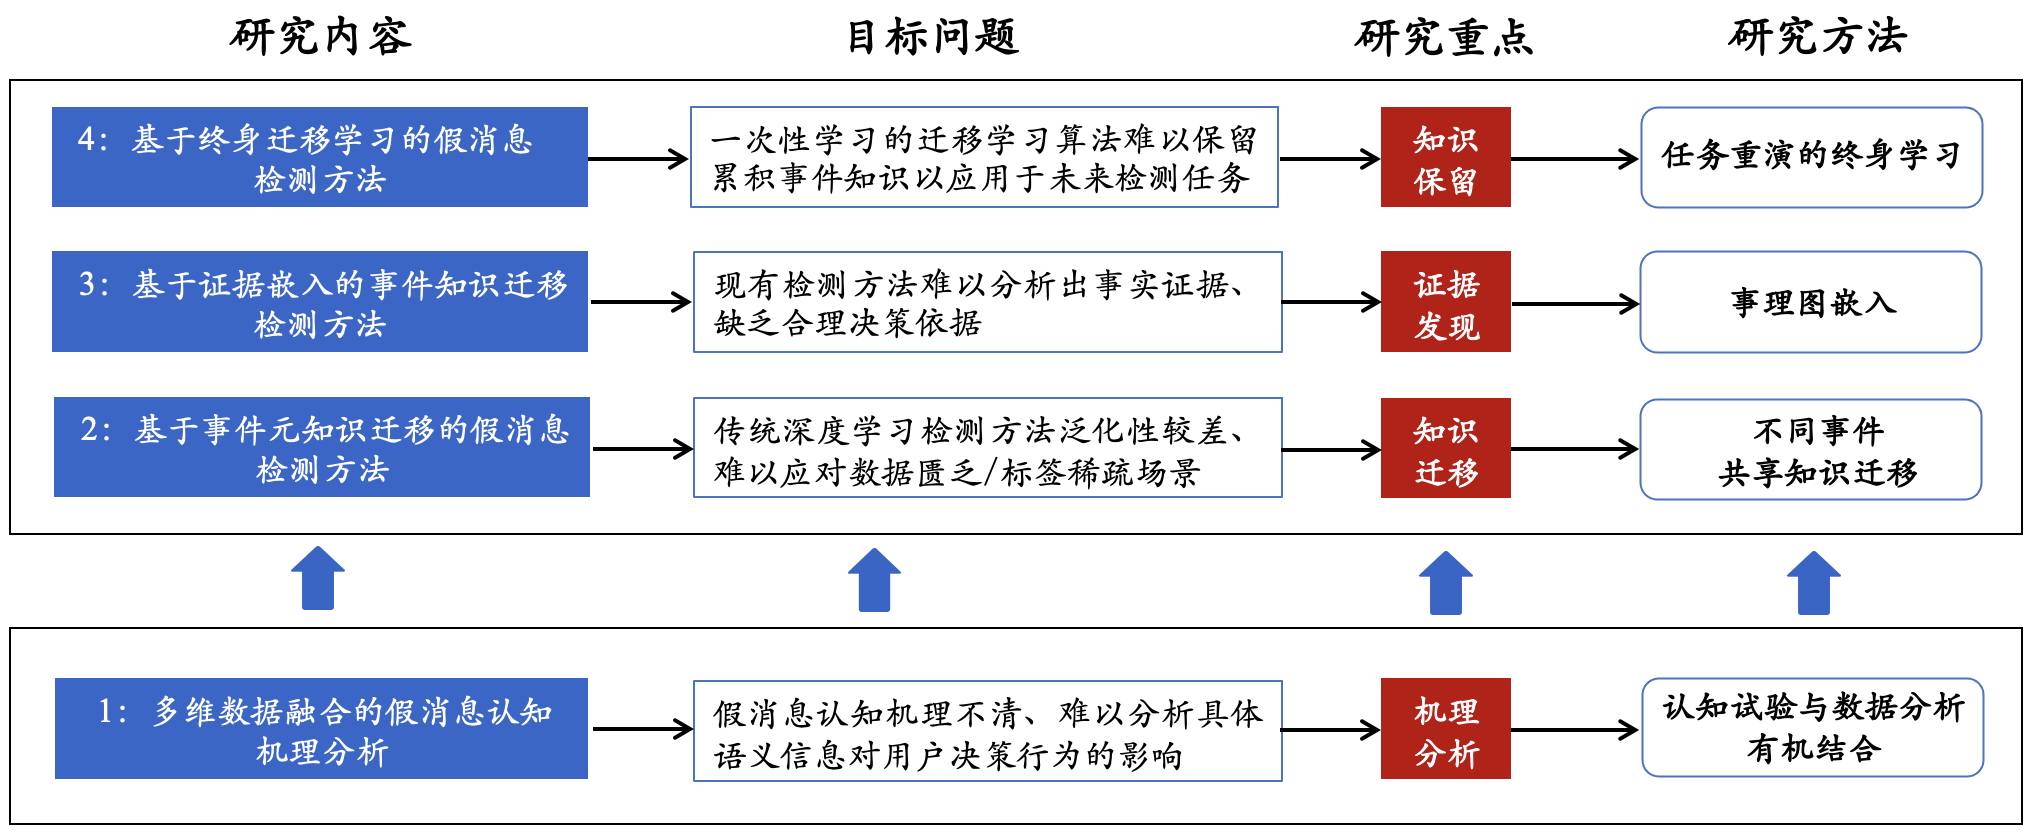 研究内容
目标问题
研究重点
研究方法
4：基于终身迁移学习的假消息
检测方法
一次性学习的迁移学习算法难以保留
累积事件知识以应用于未来检测任务
知识
保留
任务重演的终身学习
3：基于证据嵌入的事件知识迁移
检测方法
现有检测方法难以分析出事实证据、
缺乏合理决策依据
证据
发现
事理图嵌入
2：基于事件元知识迁移的假消息
检测方法
传统深度学习检测方法泛化性较差、
难以应对数据匮乏/标签稀疏场景
知识
迁移
不同事件
共享知识迁移
1：多维数据融合的假消息认知
机理分析
假消息认知机理不清、难以分析具体
语义信息对用户决策行为的影响
机理
分析
认知试验与数据分析
有机结合